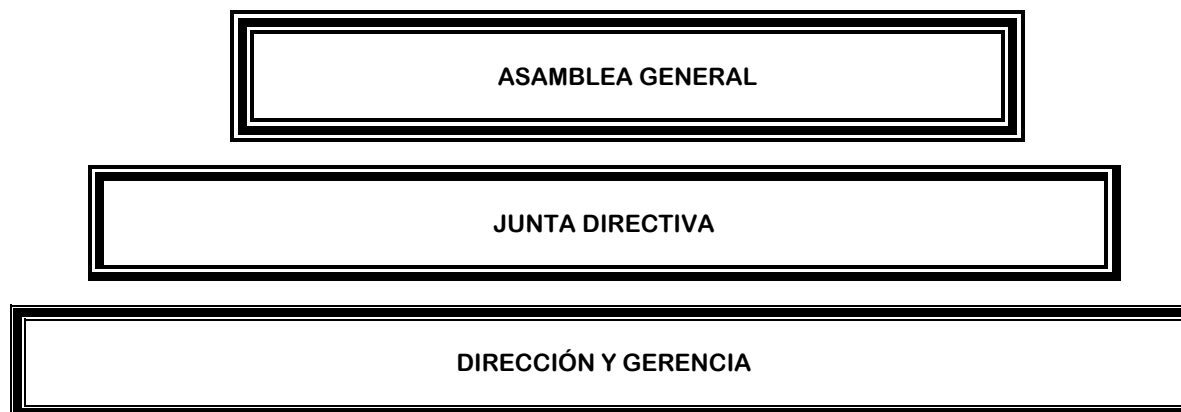 ASAMBLEA GENERAL
JUNTA DIRECTIVA
DIRECCIÓN Y GERENCIA